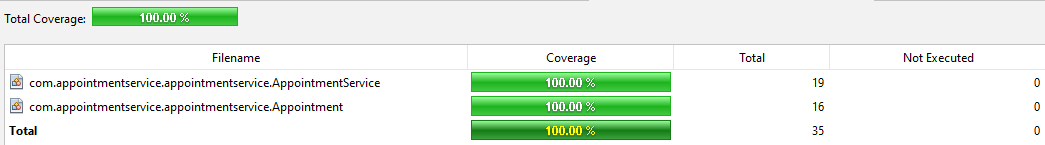 Total Coverage: 100.00 %
Filename Coverage Total Not Executed
com.appointmentservice.appointmentservice.AppointmentService 100.00 % 19 0
com.appointmentservice.appointmentservice.Appointment 100.00 % 16 0
Total 100.00 % 35 0